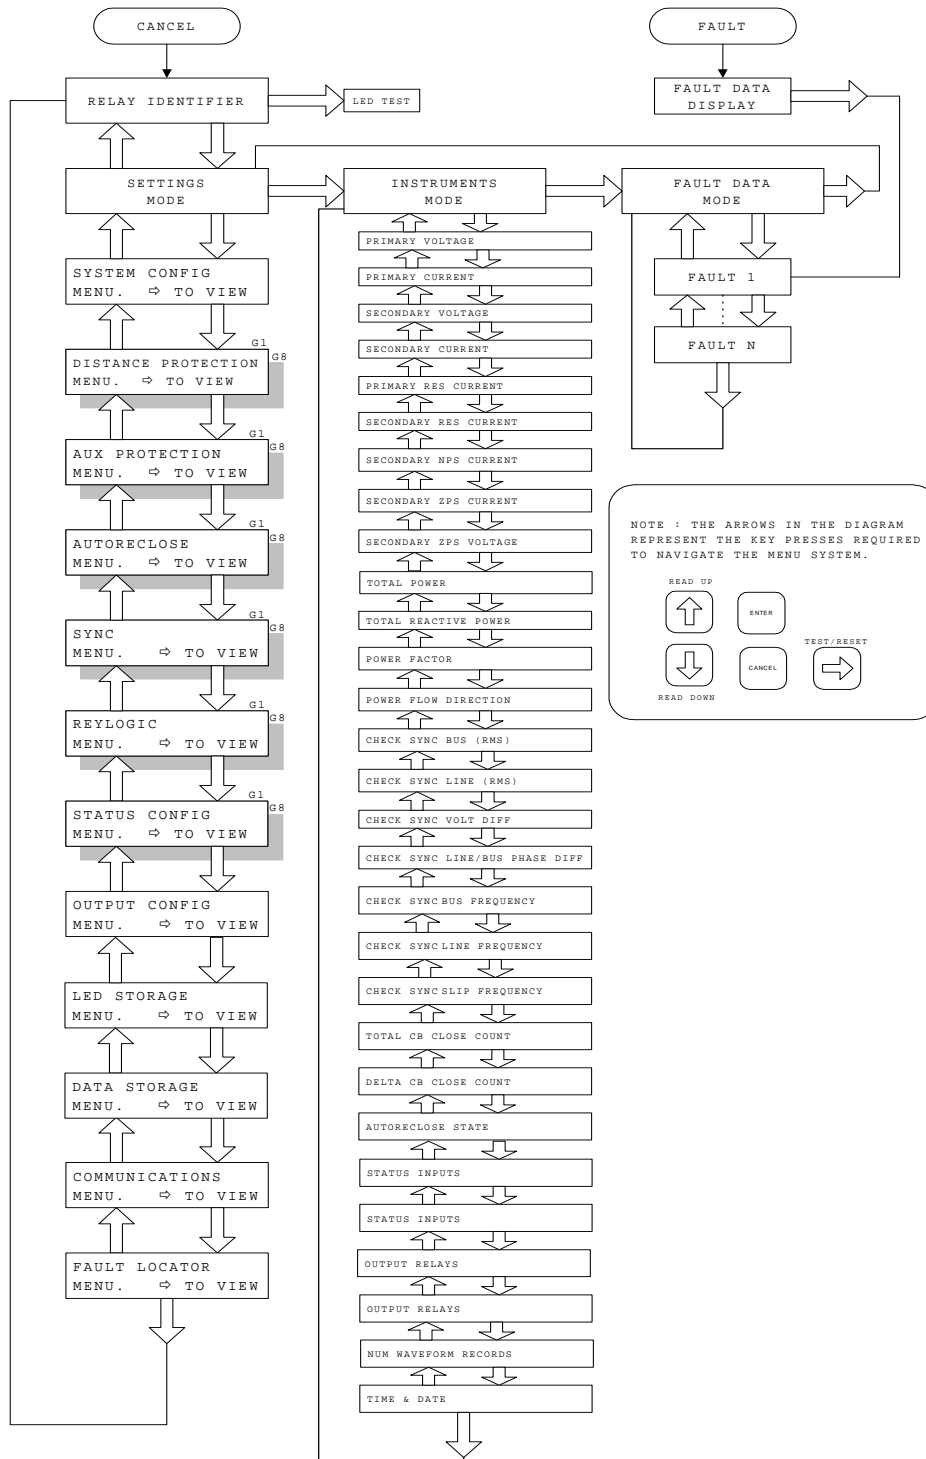 CANCEL
RELAY IDENTIFIER
LED TEST
SETTINGS
MODE
SYSTEM CONFIG
MENU. ⇨ TO VIEW
G1
G8
DISTANCE PROTECTION
MENU. ⇨ TO VIEW
G1
G8
AUX PROTECTION
MENU. ⇨ TO VIEW
G1
G8
AUTORECLOSE
MENU. ⇨ TO VIEW
G1
G8
SYNC
MENU. ⇨ TO VIEW
G1
G8
REYLOGIC
MENU. ⇨ TO VIEW
G1
G8
STATUS CONFIG
MENU. ⇨ TO VIEW
OUTPUT CONFIG
MENU. ⇨ TO VIEW
LED STORAGE
MENU. ⇨ TO VIEW
DATA STORAGE
MENU. ⇨ TO VIEW
COMMUNICATIONS
MENU. ⇨ TO VIEW
FAULT LOCATOR
MENU. ⇨ TO VIEW
INSTRUMENTS
MODE
PRIMARY VOLTAGE
PRIMARY CURRENT
SECONDARY VOLTAGE
SECONDARY CURRENT
PRIMARY RES CURRENT
SECONDARY RES CURRENT
SECONDARY NPS CURRENT
SECONDARY ZPS CURRENT
SECONDARY ZPS VOLTAGE
TOTAL POWER
TOTAL REACTIVE POWER
POWER FACTOR
POWER FLOW DIRECTION
CHECK SYNC BUS (RMS)
CHECK SYNC LINE (RMS)
CHECK SYNC VOLT DIFF
CHECK SYNC LINE/BUS PHASE DIFF
CHECK SYNC BUS FREQUENCY
CHECK SYNC LINE FREQUENCY
CHECK SYNC SLIP FREQUENCY
TOTAL CB CLOSE COUNT
DELTA CB CLOSE COUNT
AUTORECLOSE STATE
STATUS INPUTS
STATUS INPUTS
OUTPUT RELAYS
OUTPUT RELAYS
NUM WAVEFORM RECORDS
TIME & DATE
FAULT
FAULT DATA
DISPLAY
FAULT DATA
MODE
FAULT 1
FAULT N
NOTE : THE ARROWS IN THE DIAGRAM
REPRESENT THE KEY PRESSES REQUIRED
TO NAVIGATE THE MENU SYSTEM.
READ UP
ENTER
TEST/RESET
CANCEL
READ DOWN